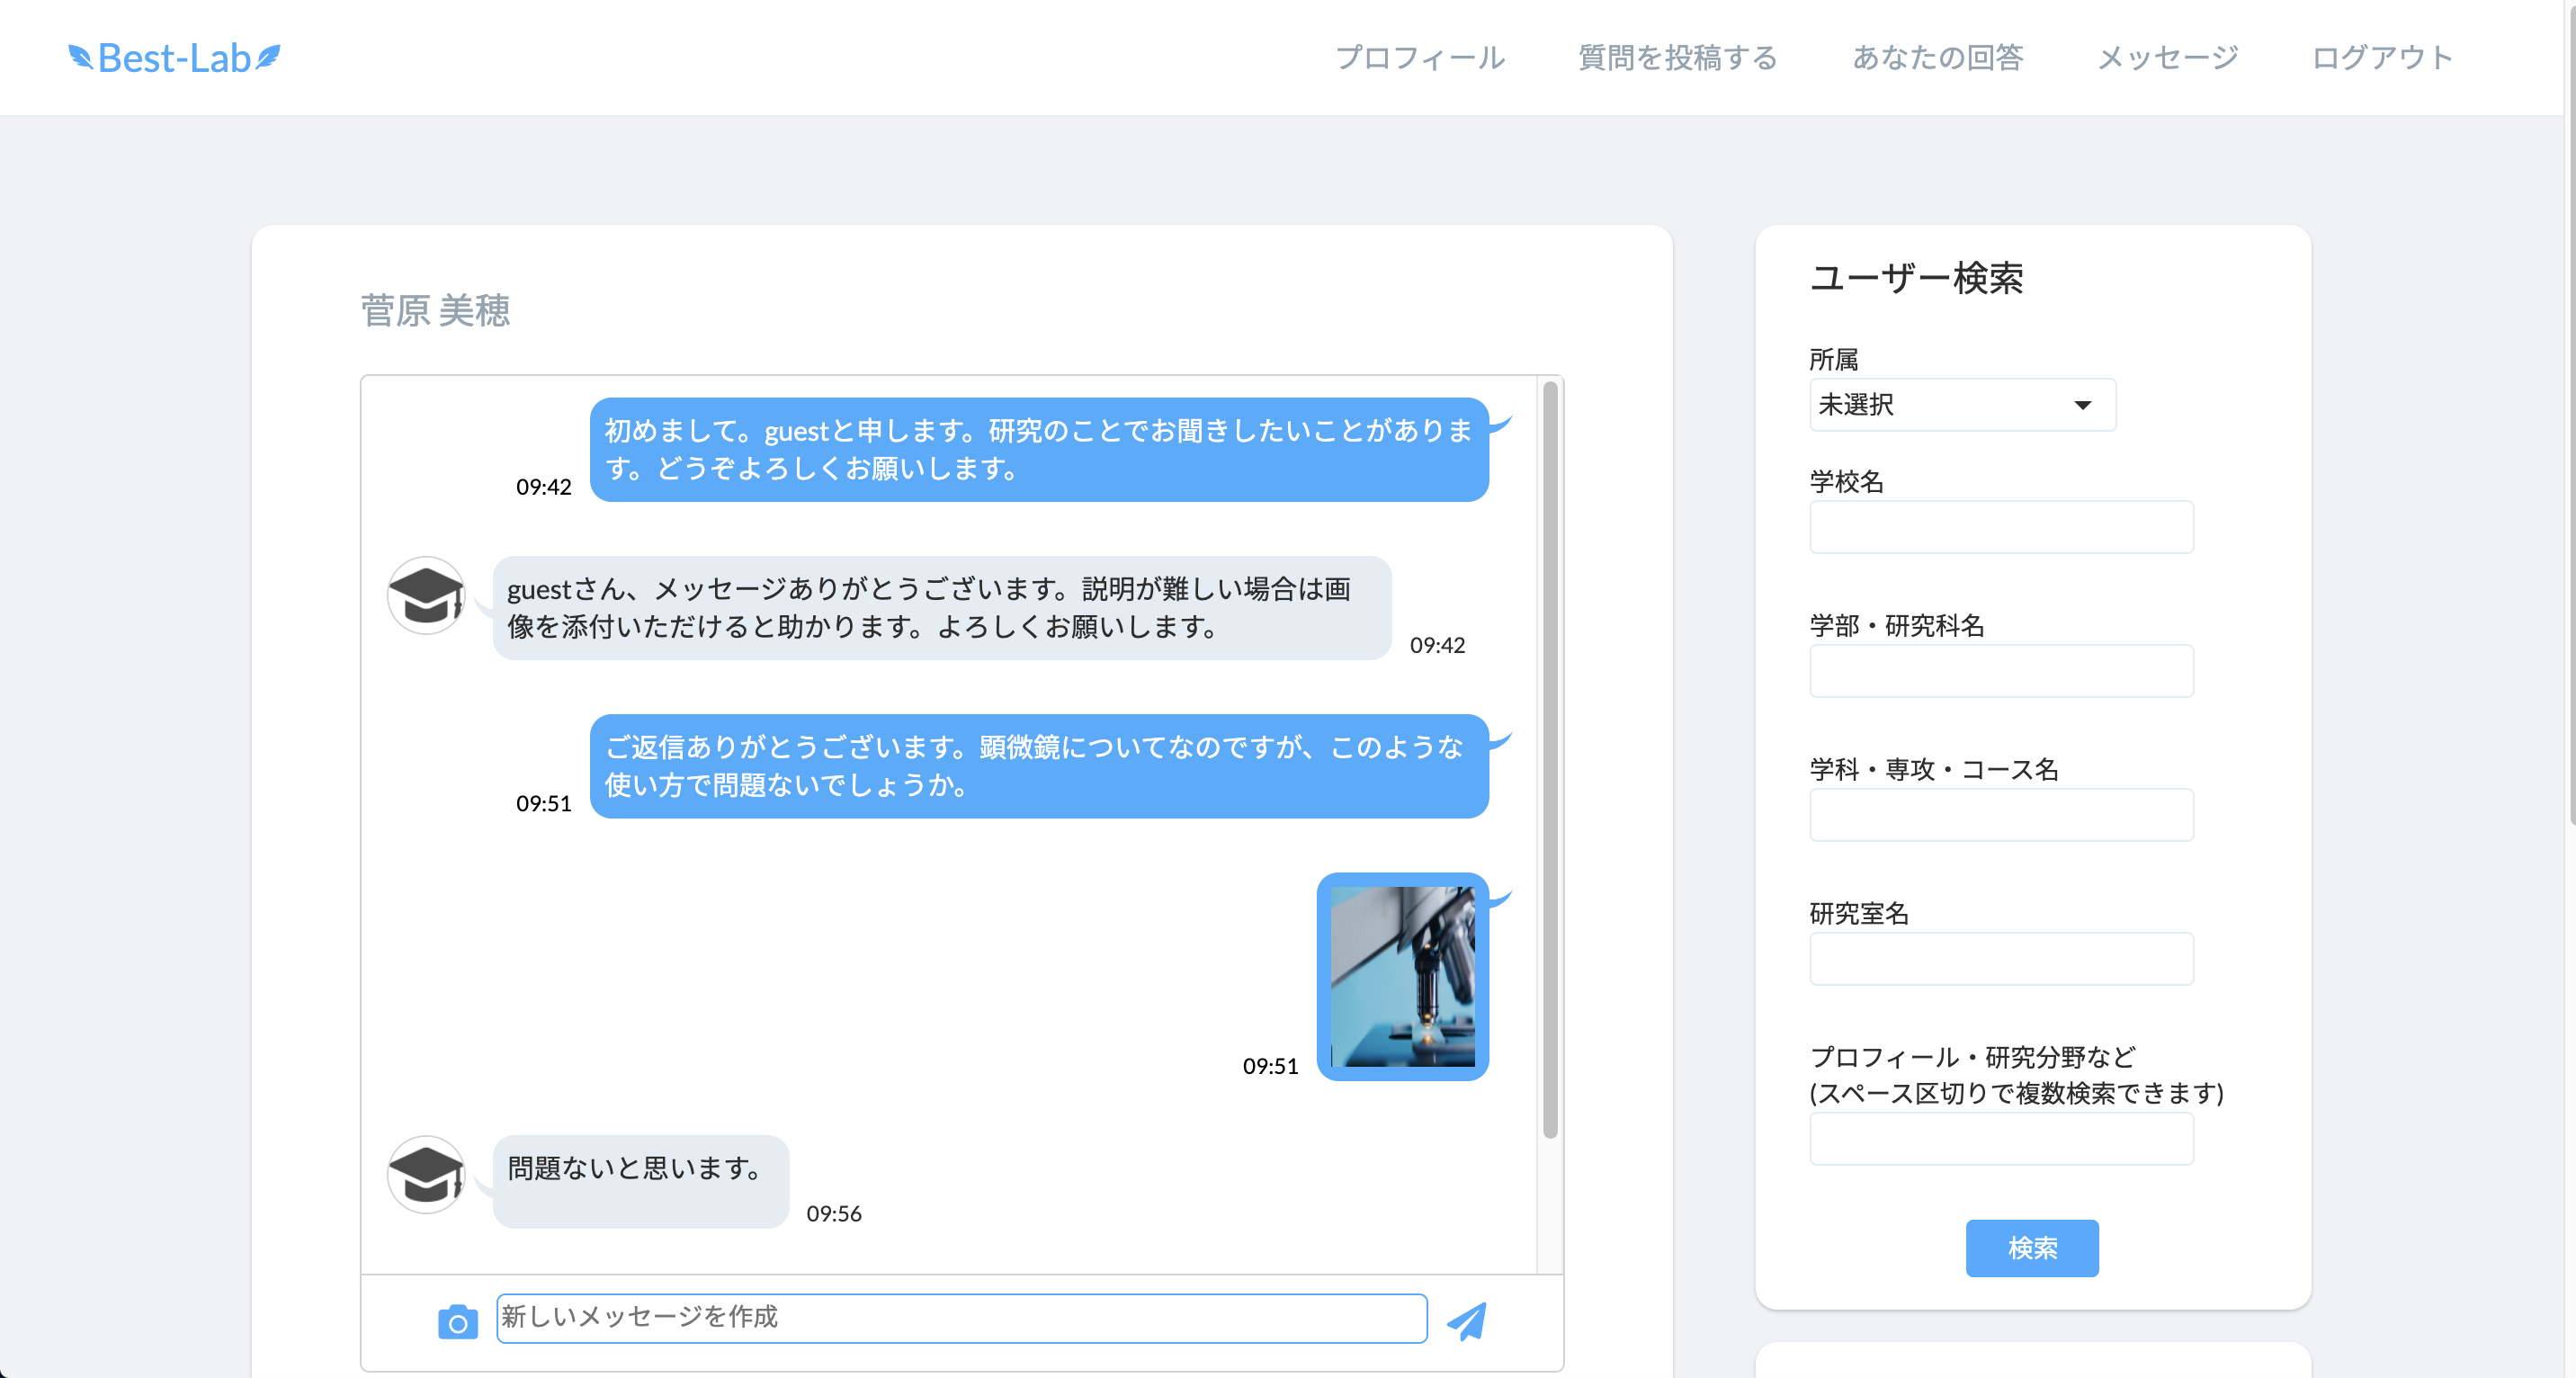 Best-Lab
プロフィール
質問を投稿する
あなたの回答
メッセージ
ログアウト
菅原 美穂
初めまして。guestと申します。研究のことでお聞きしたいことがありま
す。どうぞよろしくお願いします。
09:42
guestさん、メッセージありがとうございます。説明が難しい場合は画
像を添付いただけると助かります。よろしくお願いします。
09:42
ご返信ありがとうございます。顕微鏡についてなのですが、このような
使い方で問題ないでしょうか。
09:51
09:51
問題ないと思います。
09:56
新しいメッセージを作成
ユーザー検索
所属
未選択
学校名
学部・研究科名
学科・専攻・コース名
研究室名
プロフィール・研究分野など
(スペース区切りで複数検索できます)
検索